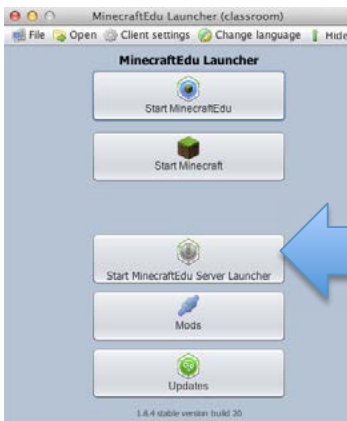 MinecraftEdu Launcher (classroom)
File Open Client settings Change language Hide
MinecraftEdu Launcher
Start MinecraftEdu
Start Minecraft
Start MinecraftEdu Server Launcher
Mods
Updates
1.6.4 stable version build 20